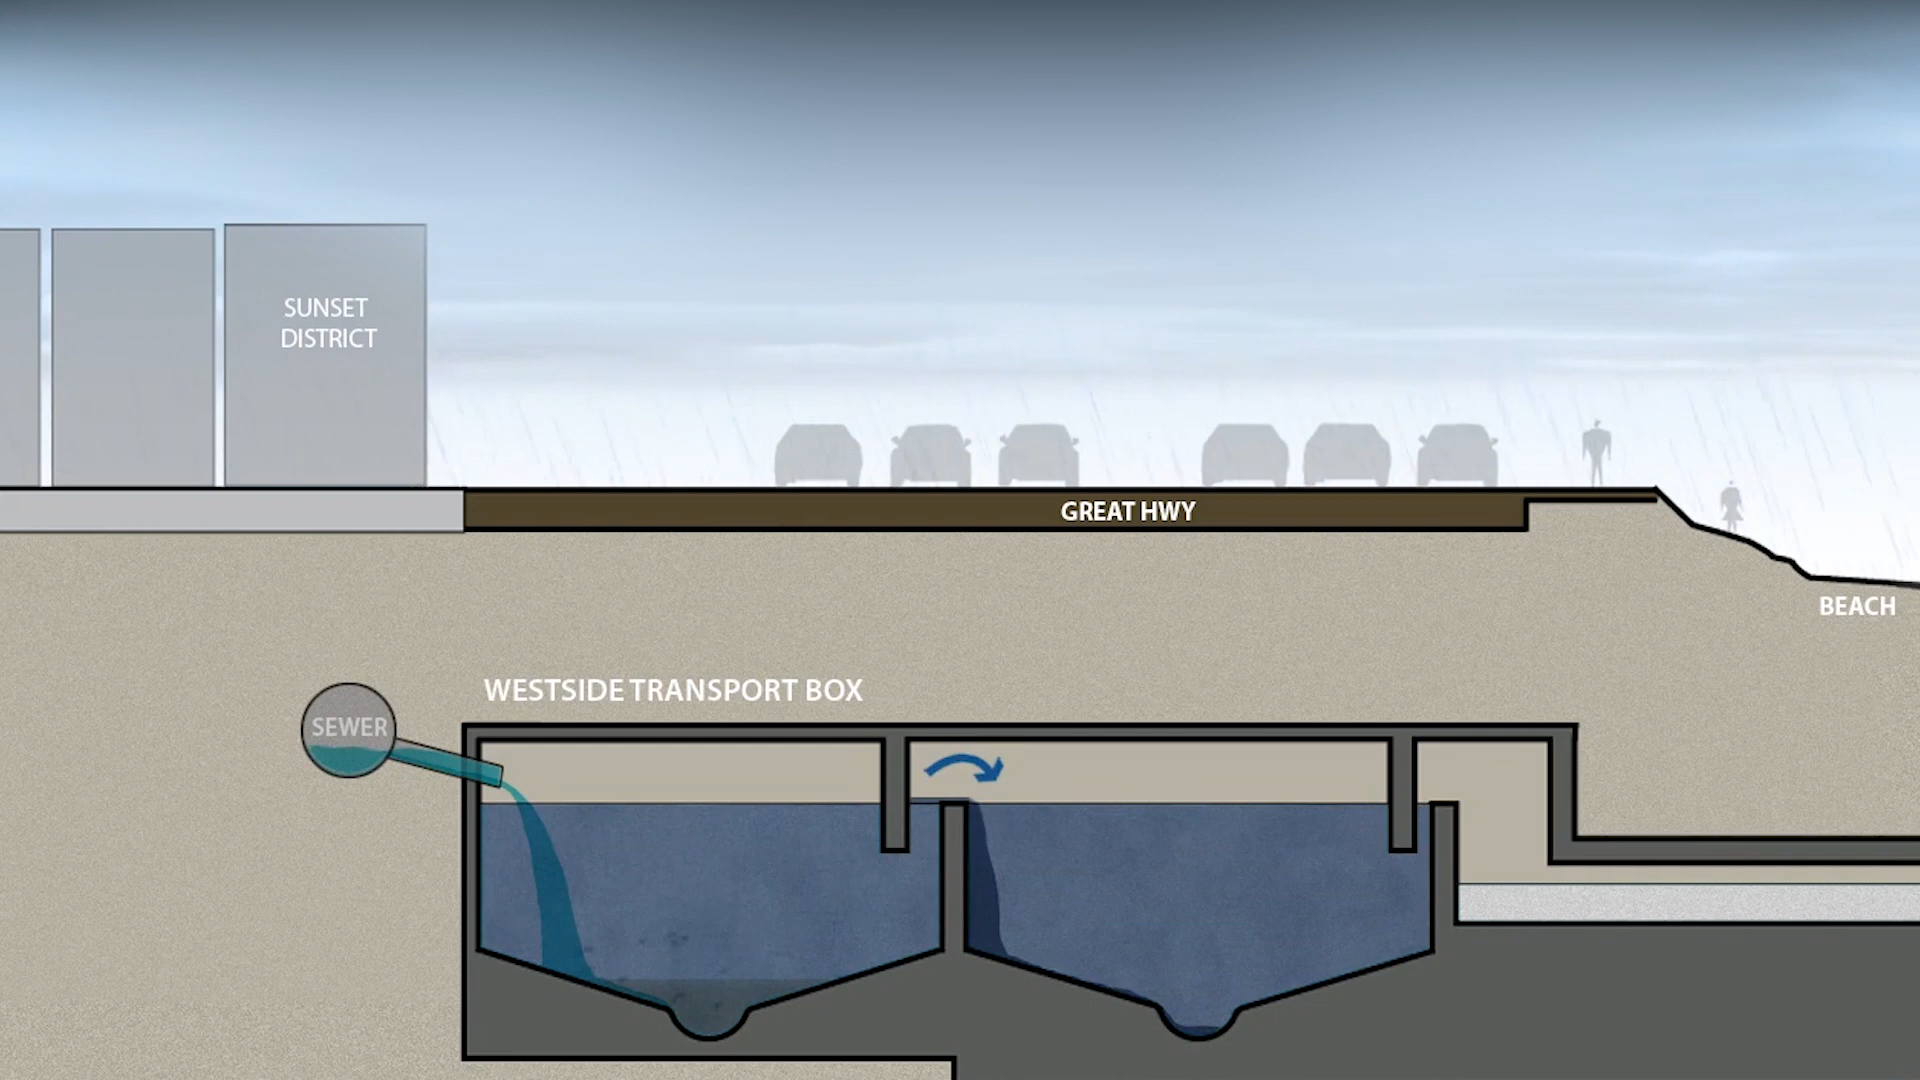 SUNSET
DISTRICT
GREAT HWY
BEACH
WESTSIDE TRANSPORT BOX
SEWER